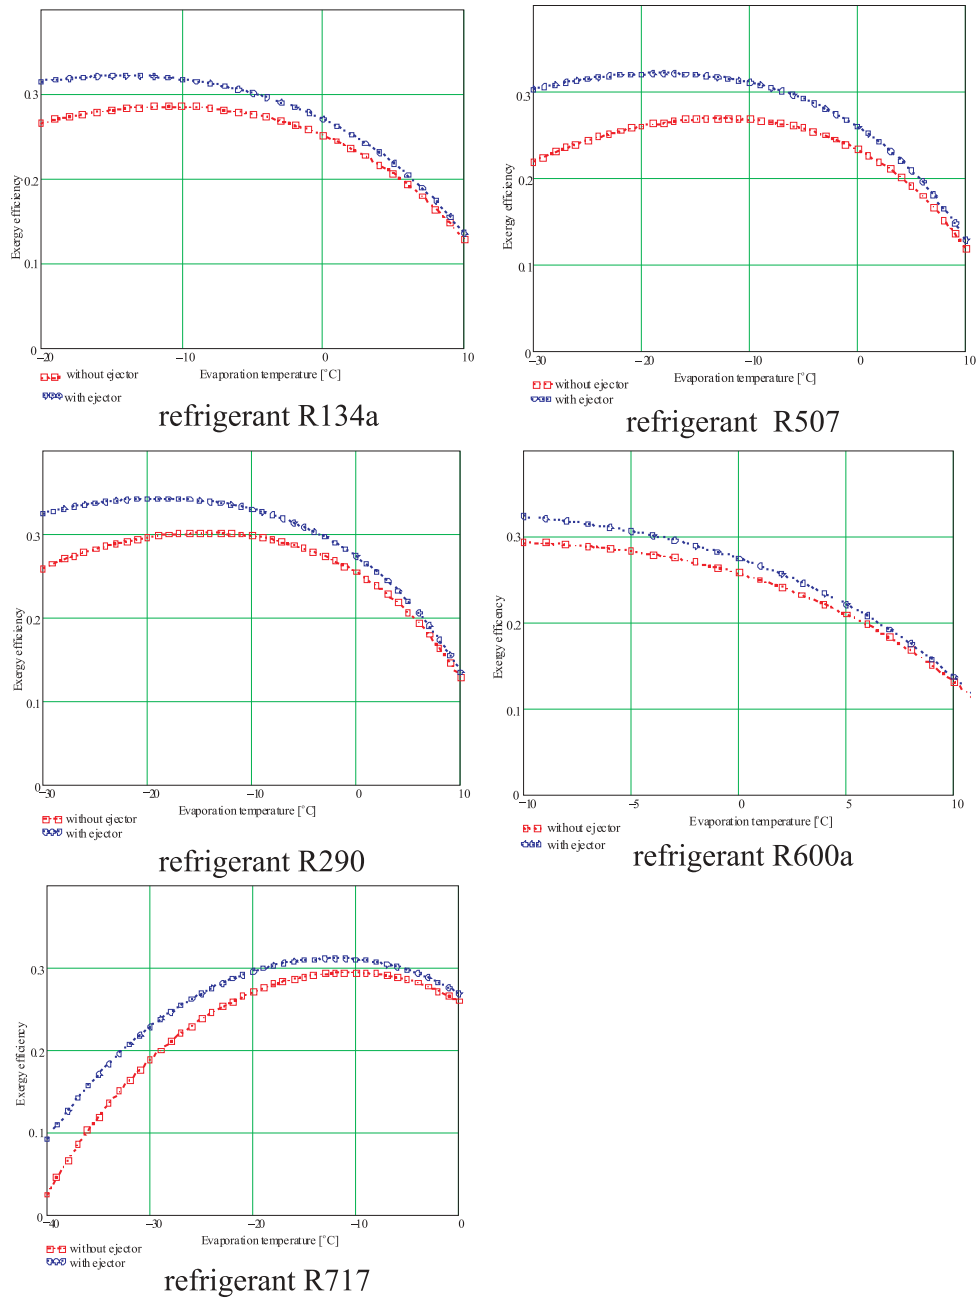 Exergy efficiency
0.3
0.2
0.1
0
−20
−10
0
10
Evaporation temperature [°C]
without ejector
with ejector
refrigerant R134a
Exergy efficiency
0.3
0.2
0.1
0
−30
−20
−10
0
10
Evaporation temperature [°C]
without ejector
with ejector
refrigerant R507
Exergy efficiency
0.3
0.2
0.1
0
−30
−20
−10
0
10
Evaporation temperature [°C]
without ejector
with ejector
refrigerant R290
Exergy efficiency
0.3
0.2
0.1
0
−10
−5
0
5
10
Evaporation temperature [°C]
without ejector
with ejector
refrigerant R600a
Exergy efficiency
0.3
0.2
0.1
0
−40
−30
−20
−10
0
Evaporation temperature [°C]
without ejector
with ejector
refrigerant R717